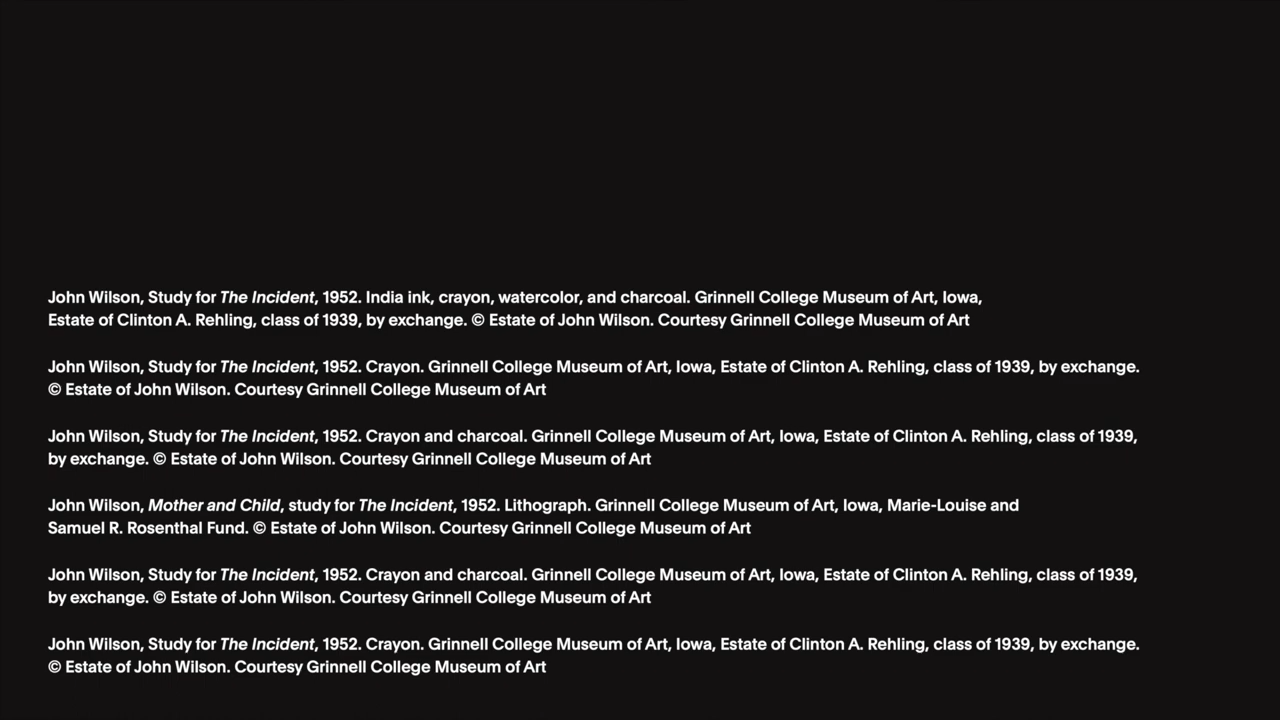 John Wilson, Study for The Incident, 1952. India ink, crayon, watercolor, and charcoal. Grinnell College Museum of Art, Iowa,
Estate of Clinton A. Rehling, class of 1939, by exchange. © Estate of John Wilson. Courtesy Grinnell College Museum of Art
John Wilson, Study for The Incident, 1952. Crayon. Grinnell College Museum of Art, Iowa, Estate of Clinton A. Rehling, class of 1939, by exchange.
© Estate of John Wilson. Courtesy Grinnell College Museum of Art
John Wilson, Study for The Incident, 1952. Crayon and charcoal. Grinnell College Museum of Art, Iowa, Estate of Clinton A. Rehling, class of 1939,
by exchange. © Estate of John Wilson. Courtesy Grinnell College Museum of Art
John Wilson, Mother and Child, study for The Incident, 1952. Lithograph. Grinnell College Museum of Art, Iowa, Marie-Louise and
Samuel R. Rosenthal Fund. © Estate of John Wilson. Courtesy Grinnell College Museum of Art
John Wilson, Study for The Incident, 1952. Crayon and charcoal. Grinnell College Museum of Art, Iowa, Estate of Clinton A. Rehling, class of 1939,
by exchange. © Estate of John Wilson. Courtesy Grinnell College Museum of Art
John Wilson, Study for The Incident, 1952. Crayon. Grinnell College Museum of Art, Iowa, Estate of Clinton A. Rehling, class of 1939, by exchange.
© Estate of John Wilson. Courtesy Grinnell College Museum of Art